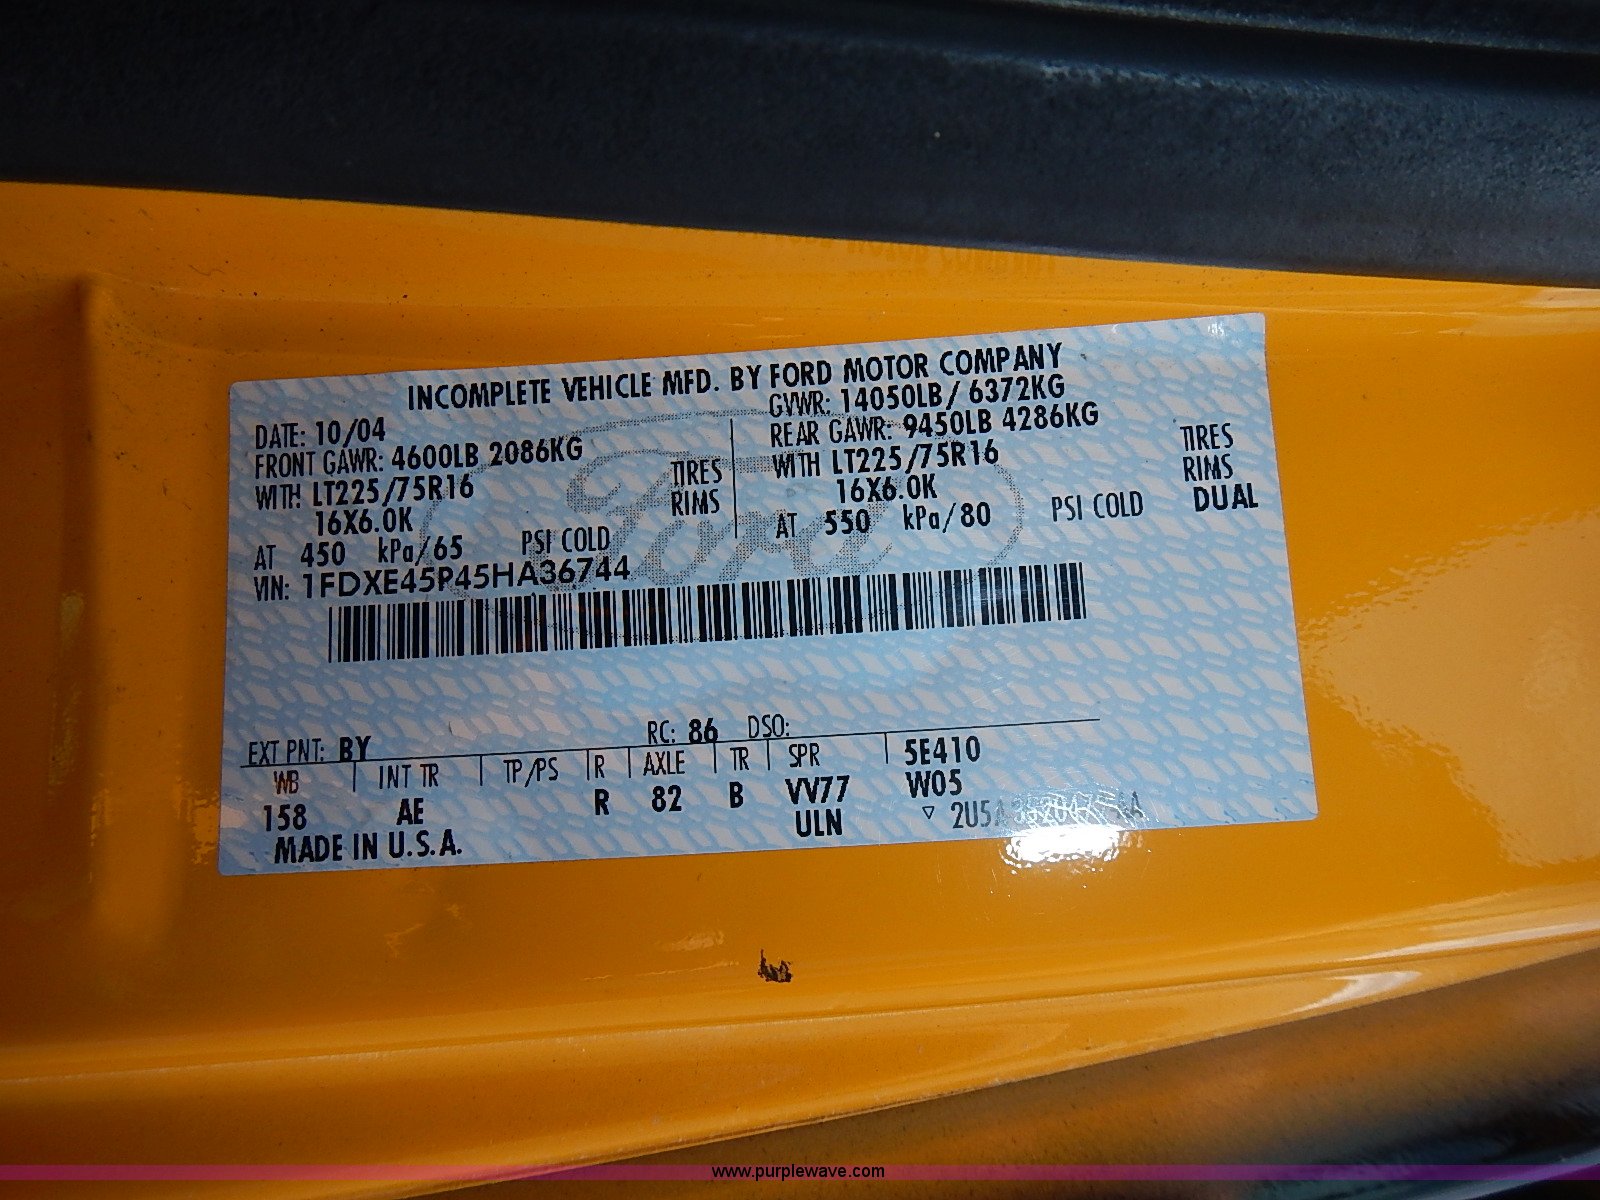 INCOMPLETE VEHICLE MFD. BY FORD MOTOR COMPANY
DATE: 10/04
GVWR: 14050LB/ 6372KG
FRONT GAWR: 4600LB 2086KG
REAR GAWR: 9450LB 4286KG
WITH LT225/75R16 TIRES
16X6.0K RIMS
WITH LT225/75R16 TIRES
16X6.0K RIMS
AT 450 kPa/65 PSI COLD
AT 550 kPa/80 PSI COLD DUAL
VIN: 1FDXE45P45HA36744
Ford
EXT PNT: BY RC: 86 DSO:
WB INT TR TP/PS R AXLE TR SPR 5E410
158 AE R 82 B VV77 W05
ULN
MADE IN U.S.A.
www.purplewave.com